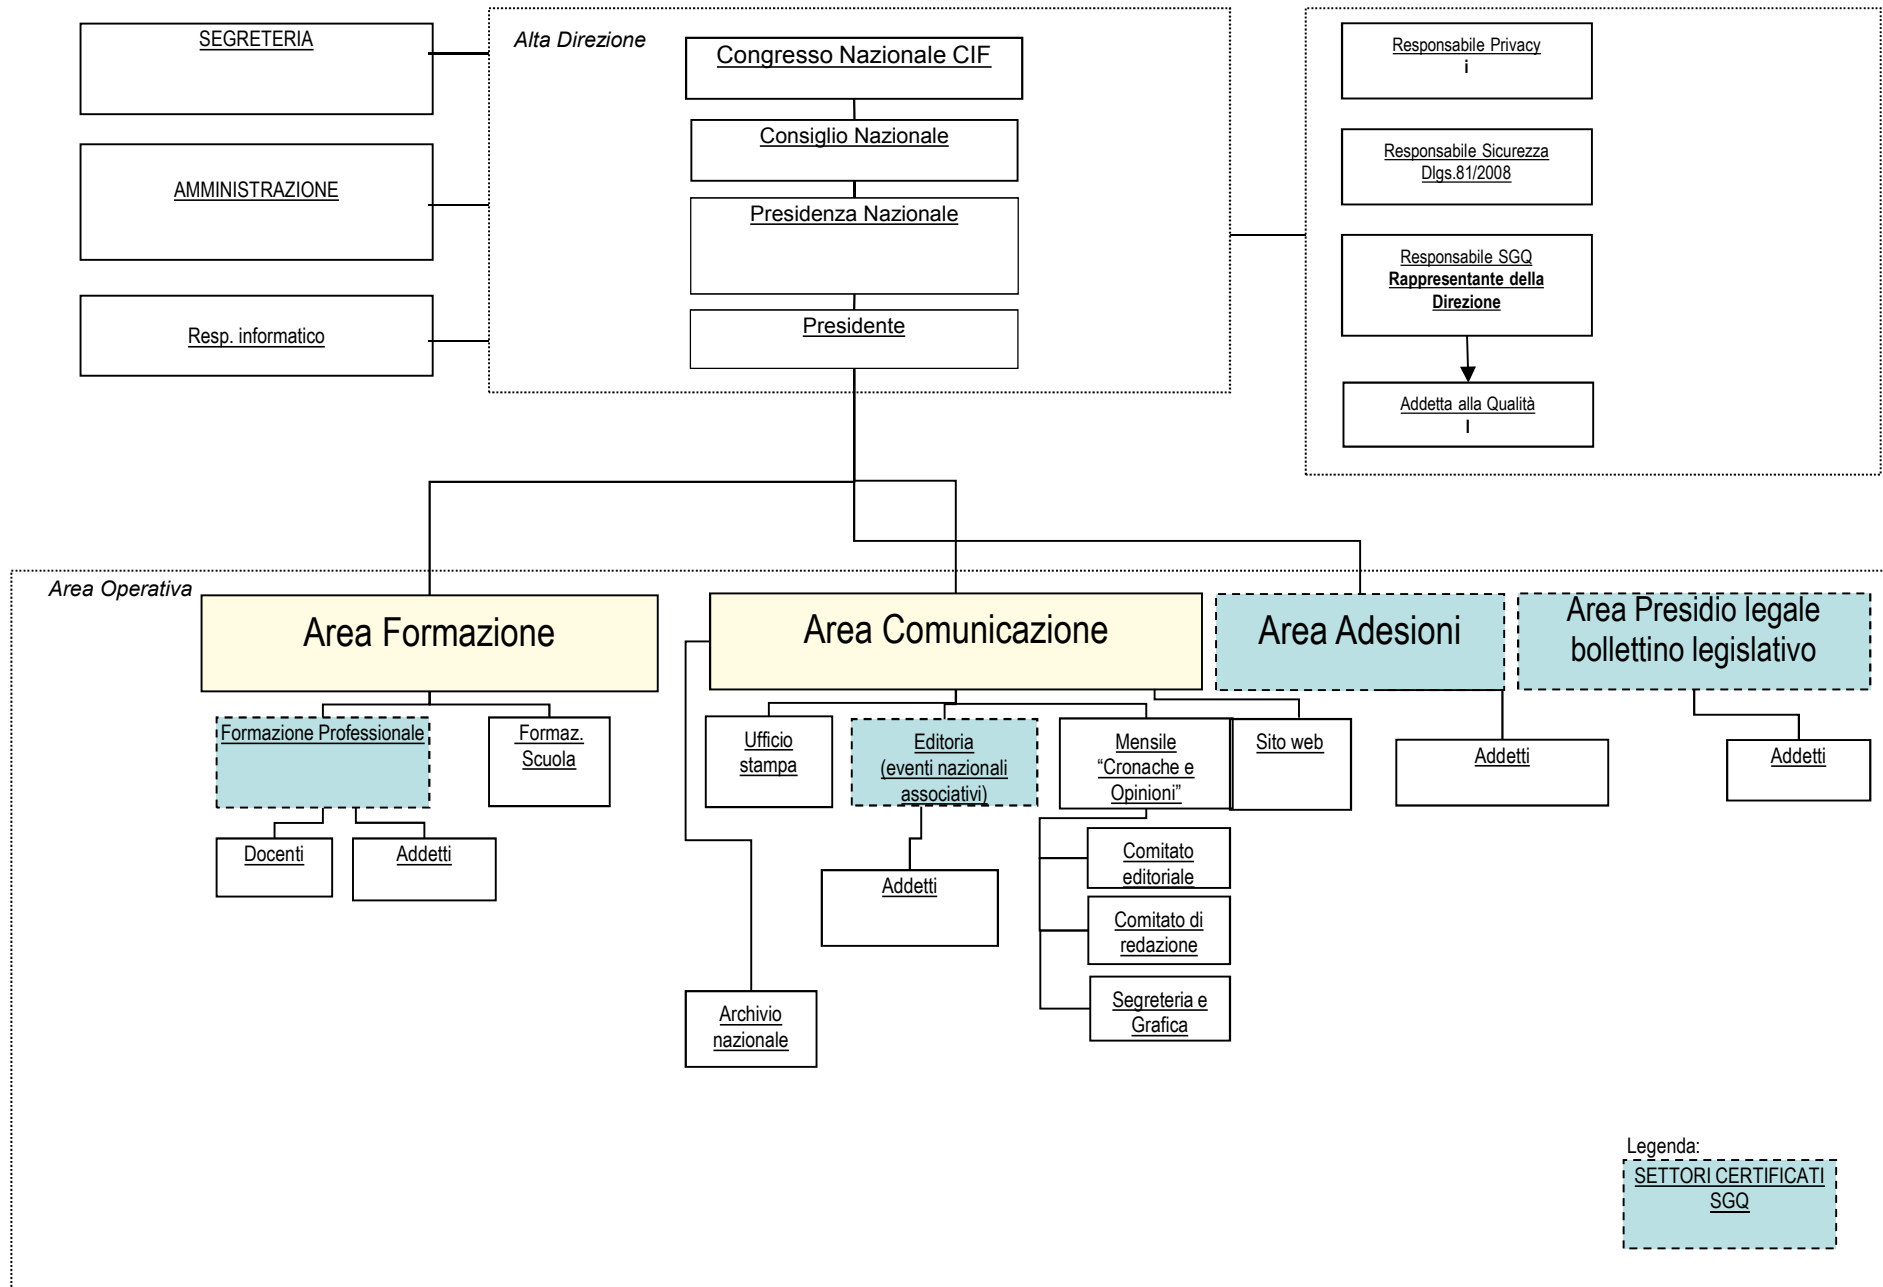 SEGRETERIA
AMMINISTRAZIONE
Resp. informatico
Alta Direzione
Congresso Nazionale CIF
Consiglio Nazionale
Presidenza Nazionale
Presidente
Responsabile Privacy
i
Responsabile Sicurezza
Dlgs.81/2008
Responsabile SGQ
Rappresentante della
Direzione
Addetta alla Qualità
I
Area Operativa
Area Formazione
Area Comunicazione
Area Adesioni
Area Presidio legale
bollettino legislativo
Formazione Professionale
Formaz.
Scuola
Docenti
Addetti
Ufficio
stampa
Editoria
(eventi nazionali
associativi)
Addetti
Mensile
“Cronache e
Opinioni”
Sito web
Comitato
editoriale
Comitato di
redazione
Segreteria e
Grafica
Archivio
nazionale
Addetti
Addetti
Legenda:
SETTORI CERTIFICATI
SGQ